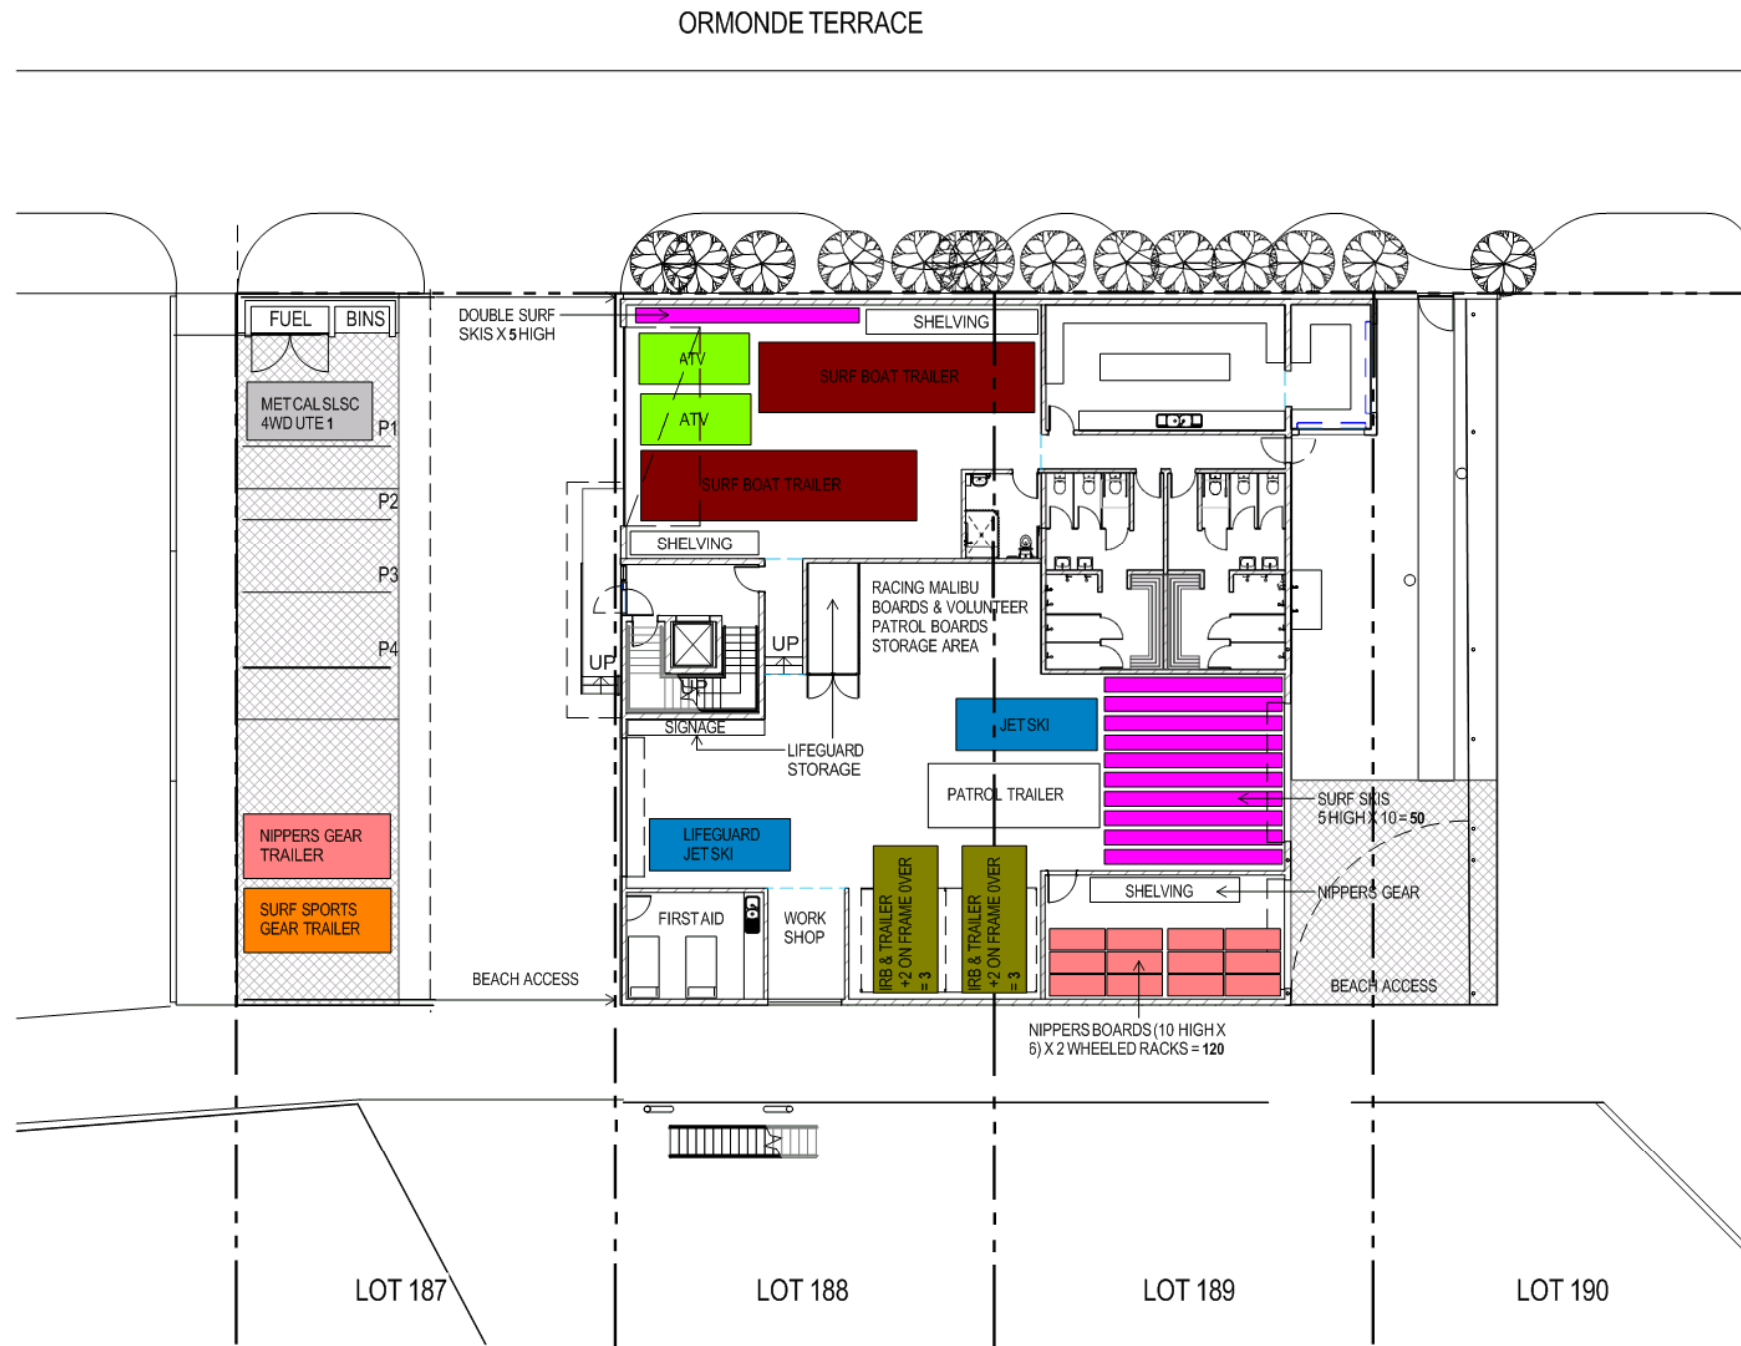 ORMONDE TERRACE
FUEL
BINS
DOUBLE SURF
SKIS X 5 HIGH
SHELVING
ATV
SURF BOAT TRAILER
METCALSLSC
4WD UTE 1
P1
ATV
SURF BOAT TRAILER
P2
SHELVING
P3
RACING MALIBU
BOARDS & VOLUNTEER
PATROL BOARDS
STORAGE AREA
P4
UP
UP
UP
SIGNAGE
JET SKI
LIFEGUARD
STORAGE
PATROL TRAILER
SURF SKIS
5 HIGH X 10 = 50
NIPPERS GEAR
TRAILER
LIFEGUARD
JET SKI
IRB & TRAILER
+2 ON FRAME OVER
= 3
IRB & TRAILER
+2 ON FRAME OVER
= 3
SHELVING
NIPPERS GEAR
SURF SPORTS
GEAR TRAILER
FIRST AID
WORK
SHOP
BEACH ACCESS
BEACH ACCESS
NIPPERS BOARDS (10 HIGH X
6) X 2 WHEELED RACKS = 120
LOT 187
LOT 188
LOT 189
LOT 190